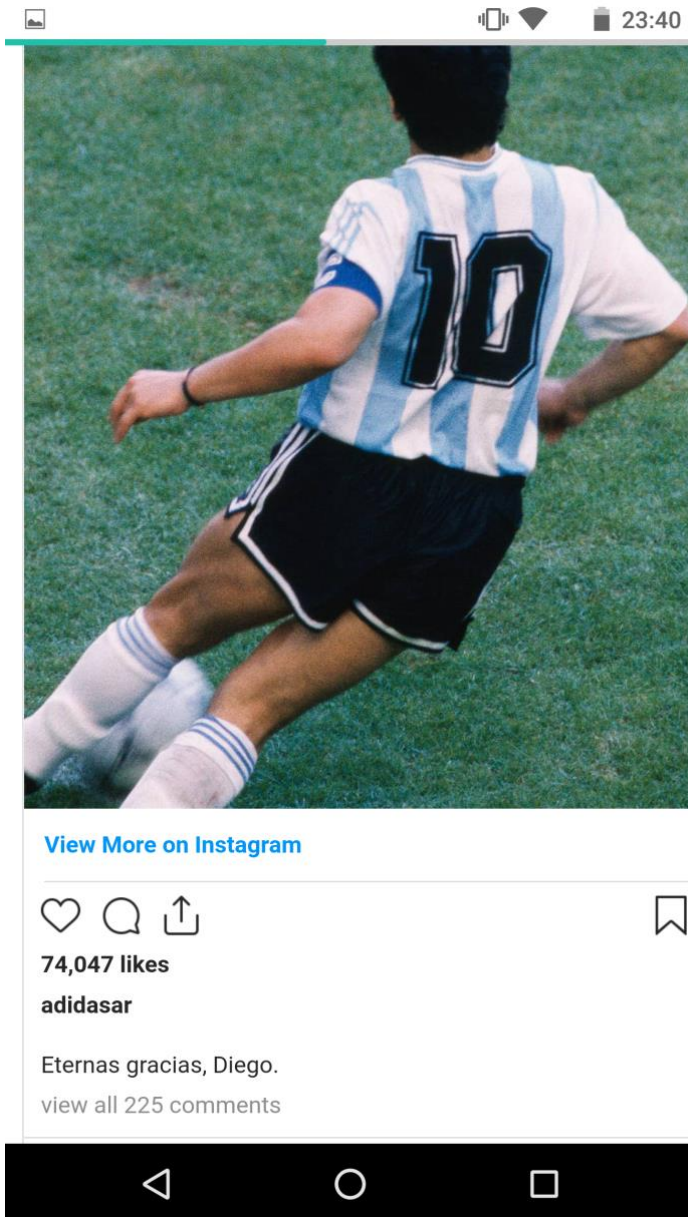 23:40
10
View More on Instagram
74,047 likes
adidasar
Eternas gracias, Diego.
view all 225 comments